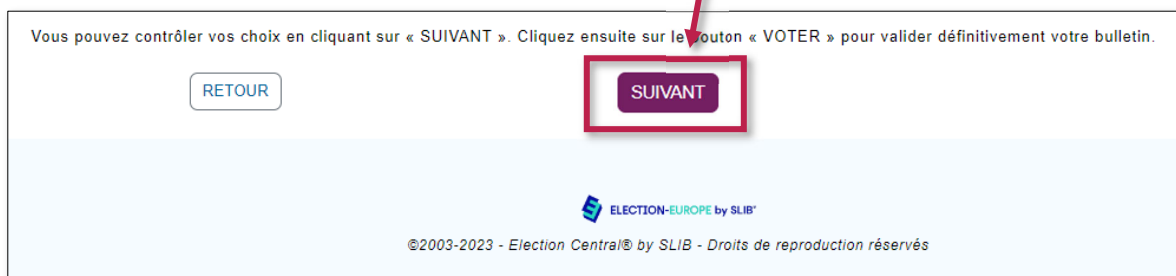 Vous pouvez contrôler vos choix en cliquant sur « SUIVANT ». Cliquez ensuite sur le bouton « VOTER » pour valider définitivement votre bulletin.
RETOUR
SUIVANT
ELECTION-EUROPE by SLIB®
©2003-2023 - Election Central® by SLIB - Droits de reproduction réservés